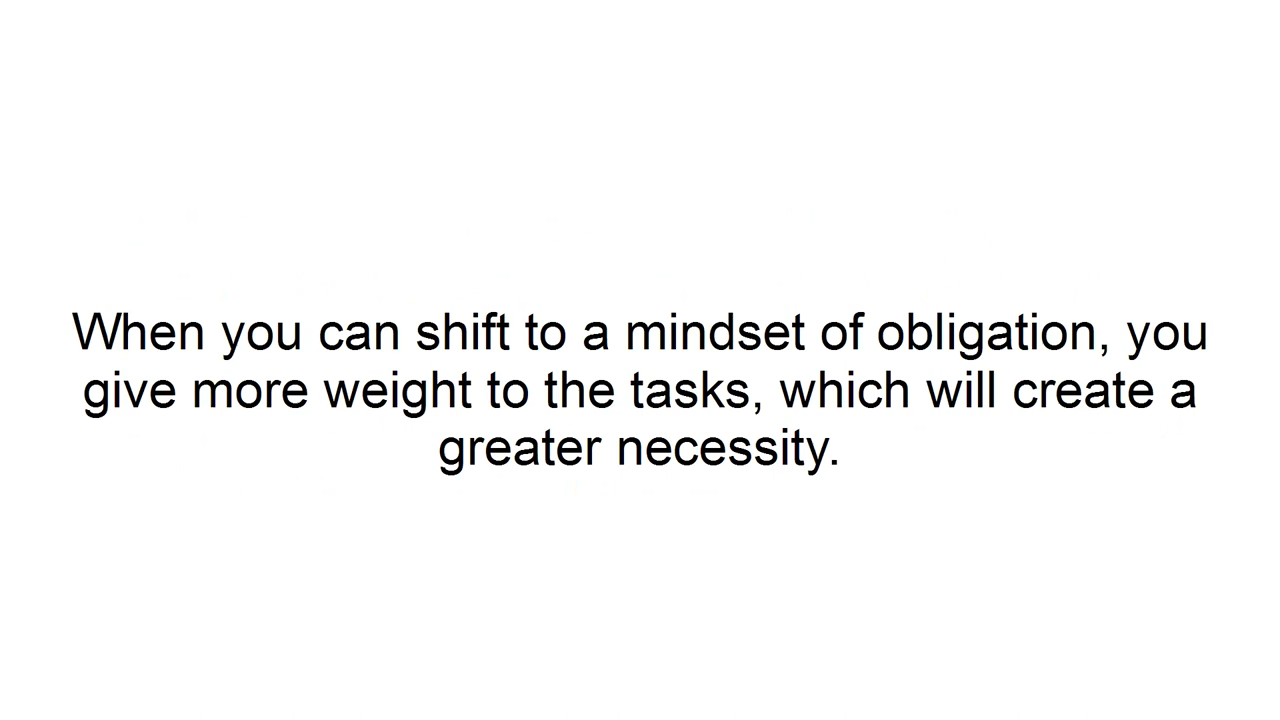 When you can shift to a mindset of obligation, you
give more weight to the tasks, which will create a
greater necessity.